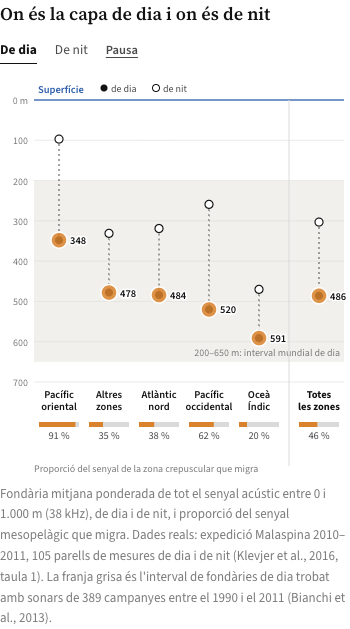 On és la capa de dia i on és de nit
De dia De nit Pausa
Superfície de dia de nit
0 m
100
200
300
400
500
600
700
348
478
484
520
591
486
200–650 m: interval mundial de dia
Pacífic oriental
Altres zones
Atlàntic nord
Pacífic occidental
Oceà Índic
Totes les zones
91 % 35 % 38 % 62 % 20 % 46 %
Proporció del senyal de la zona crepuscular que migra
Fondària mitjana ponderada de tot el senyal acústic entre 0 i
1.000 m (38 kHz), de dia i de nit, i proporció del senyal
mesopelàgic que migra. Dades reals: expedició Malaspina 2010–
2011, 105 parells de mesures de dia i de nit (Klevjer et al., 2016,
taula 1). La franja grisa és l'interval de fondàries de dia trobat
amb sonars de 389 campanyes entre el 1990 i el 2011 (Bianchi et
al., 2013).